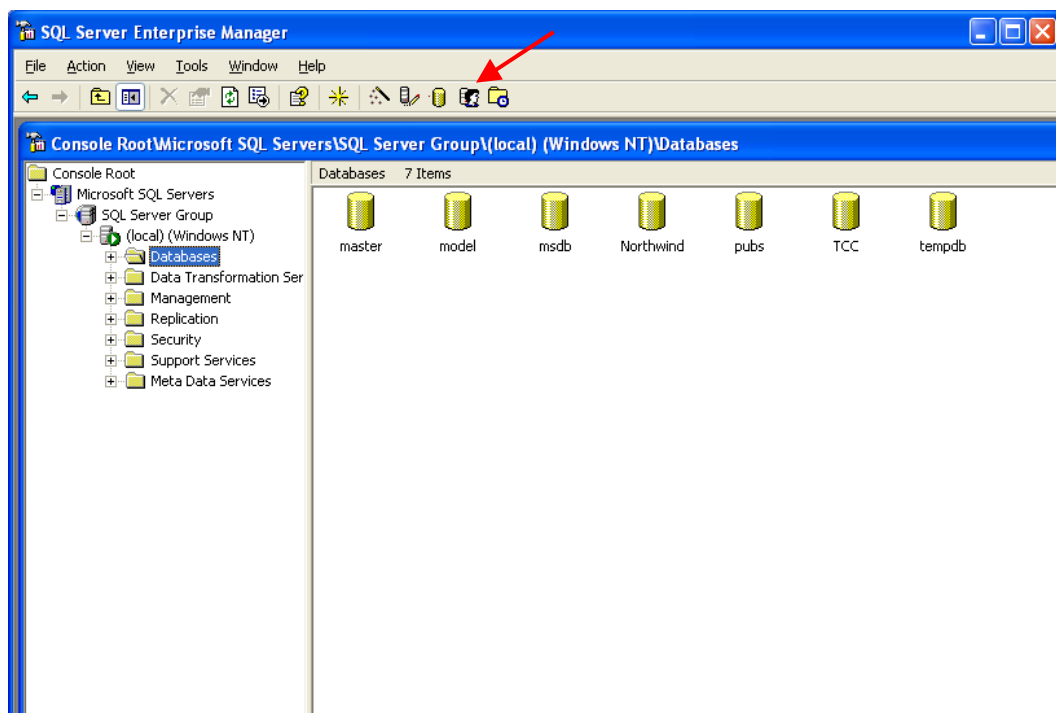 SQL Server Enterprise Manager
File Action View Tools Window Help
Console Root\Microsoft SQL Servers\SQL Server Group\(local) (Windows NT)\Databases
Console Root
Microsoft SQL Servers
SQL Server Group
(local) (Windows NT)
Databases
Data Transformation Ser
Management
Replication
Security
Support Services
Meta Data Services
Databases 7 Items
master model msdb Northwind pubs TCC tempdb